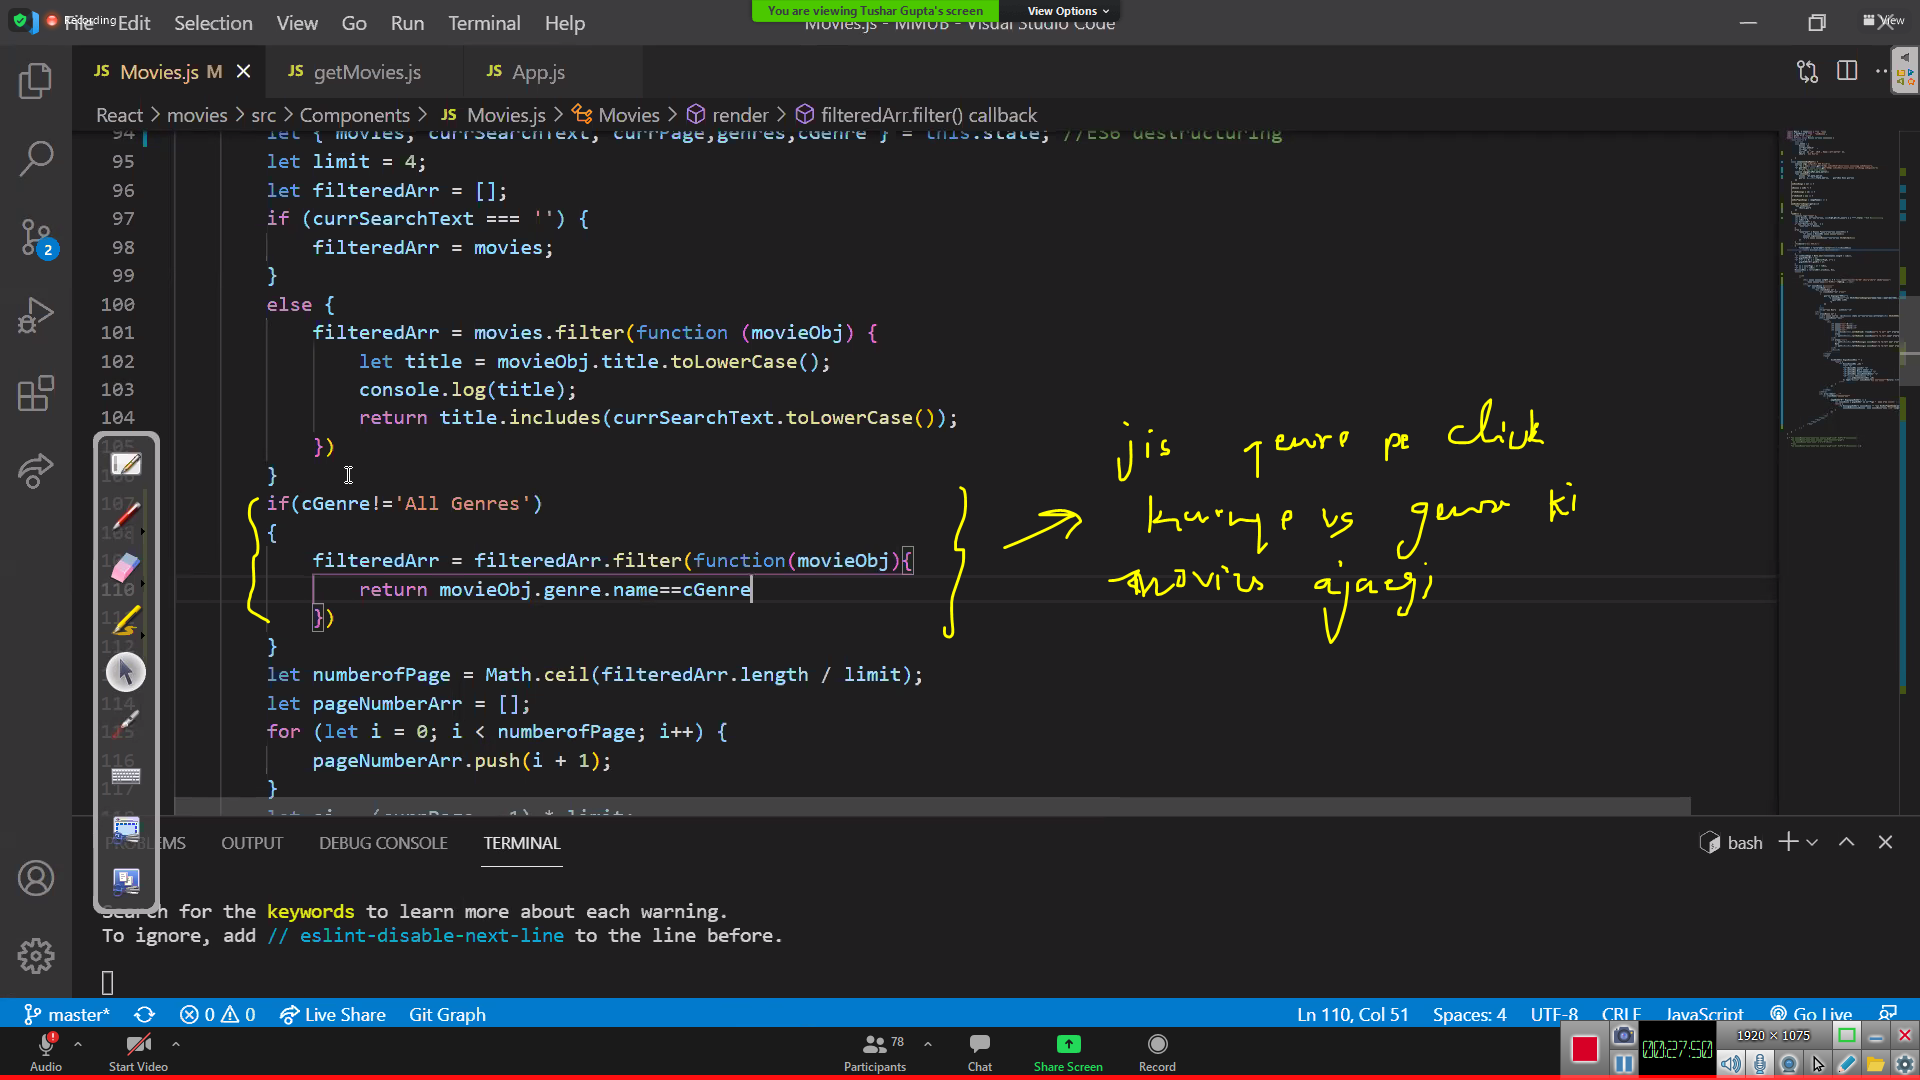 Recording
File Edit Selection View Go Run Terminal Help
You are viewing Tushar Gupta's screen View Options
Movies.js - MMUB - Visual Studio Code
View
JS Movies.js M JS getMovies.js JS App.js
React > movies > src > Components > JS Movies.js > Movies > render > filteredArr.filter() callback
94 let { movies, currSearchText, currPage,genres,cGenre } = this.state; //ES6 destructuring
95 let limit = 4;
96 let filteredArr = [];
97 if (currSearchText === '') {
98 filteredArr = movies;
99 }
100 else {
101 filteredArr = movies.filter(function (movieObj) {
102 let title = movieObj.title.toLowerCase();
103 console.log(title);
104 return title.includes(currSearchText.toLowerCase());
105 })
106 }
107 if(cGenre!='All Genres')
108 {
109 filteredArr = filteredArr.filter(function(movieObj){
110 return movieObj.genre.name==cGenre
111 })
112 }
113 let numberofPage = Math.ceil(filteredArr.length / limit);
114 let pageNumberArr = [];
115 for (let i = 0; i < numberofPage; i++) {
116 pageNumberArr.push(i + 1);
117 }
jis genre pe click
karunge us genre ki
movies ajaegi
2
PROBLEMS OUTPUT DEBUG CONSOLE TERMINAL
bash
Search for the keywords to learn more about each warning.
To ignore, add // eslint-disable-next-line to the line before.
master* 0 0 Live Share Git Graph
Ln 110, Col 51 Spaces: 4 UTF-8 CRLF JavaScript Go Live
Audio Start Video Participants 78 Chat Share Screen Record
00:27:50
1920 × 1075